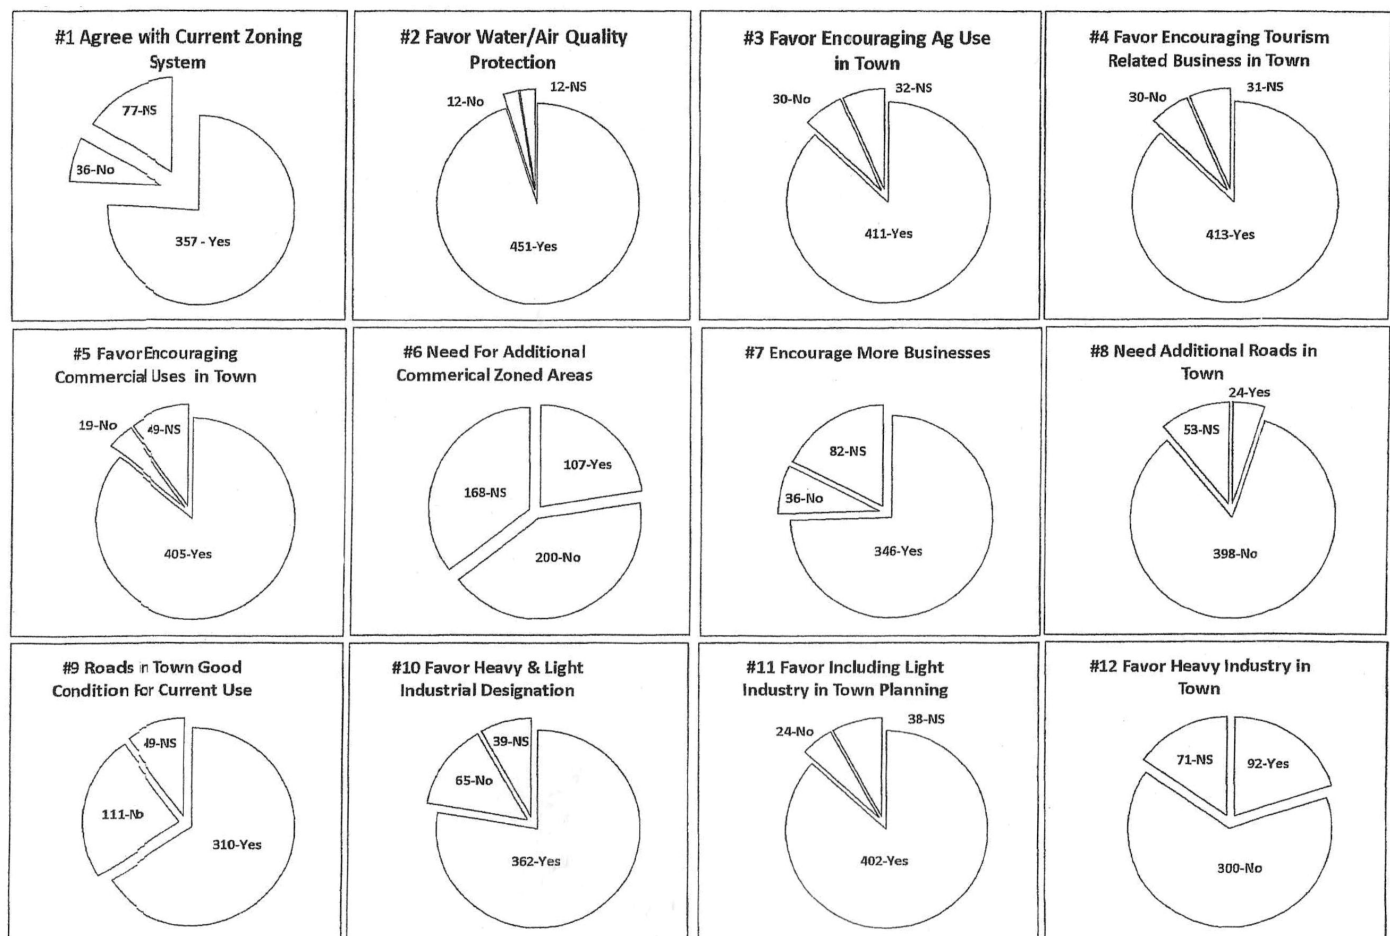 #1 Agree with Current Zoning
System
77-NS
36-No
357 - Yes
#2 Favor Water/Air Quality
Protection
12-No
12-NS
451-Yes
#3 Favor Encouraging Ag Use
in Town
30-No
32-NS
411-Yes
#4 Favor Encouraging Tourism
Related Business in Town
30-No
31-NS
413-Yes
#5 Favor Encouraging
Commercial Uses in Town
19-No
49-NS
405-Yes
#6 Need For Additional
Commerical Zoned Areas
168-NS
107-Yes
200-No
#7 Encourage More Businesses
82-NS
36-No
346-Yes
#8 Need Additional Roads in
Town
24-Yes
53-NS
398-No
#9 Roads in Town Good
Condition For Current Use
49-NS
111-No
310-Yes
#10 Favor Heavy & Light
Industrial Designation
39-NS
65-No
362-Yes
#11 Favor Including Light
Industry in Town Planning
24-No
38-NS
402-Yes
#12 Favor Heavy Industry in
Town
71-NS
92-Yes
300-No